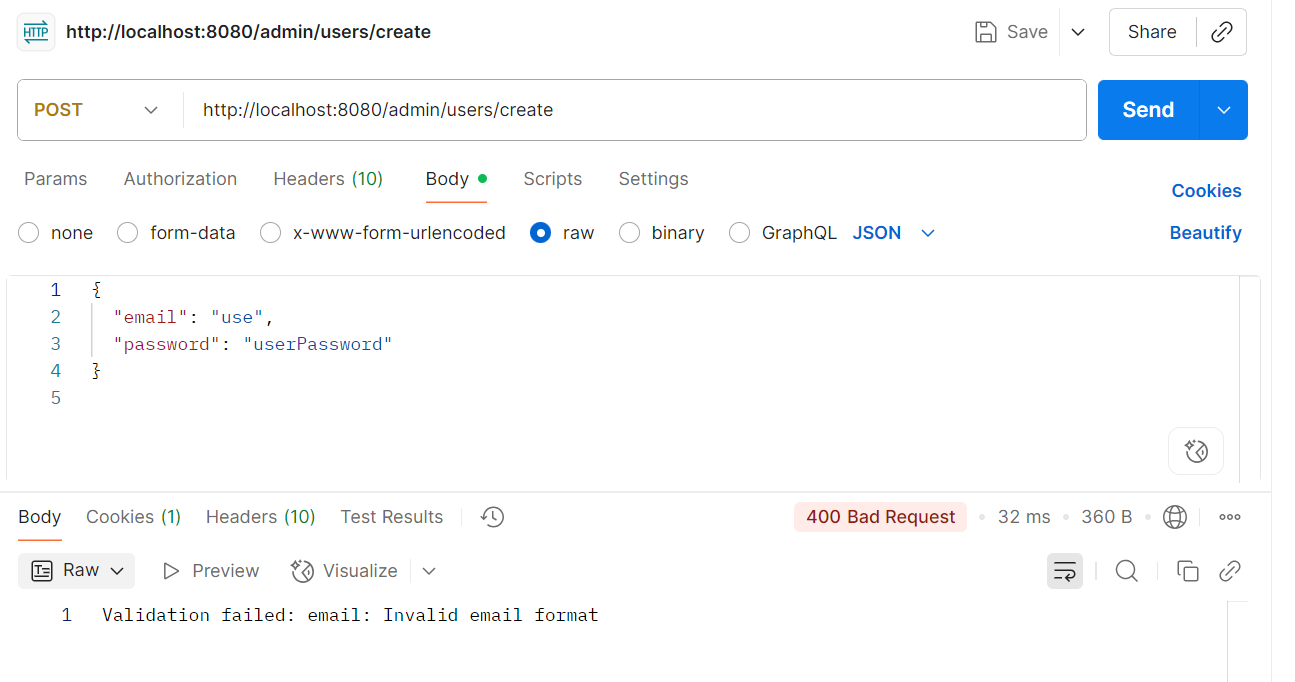 HTTP http://localhost:8080/admin/users/create Save Share
POST http://localhost:8080/admin/users/create Send
Params Authorization Headers (10) Body Scripts Settings Cookies
none form-data x-www-form-urlencoded raw binary GraphQL JSON Beautify
1 {
2 "email": "use",
3 "password": "userPassword"
4 }
5
Body Cookies (1) Headers (10) Test Results 400 Bad Request • 32 ms • 360 B •
Raw Preview Visualize
1 Validation failed: email: Invalid email format